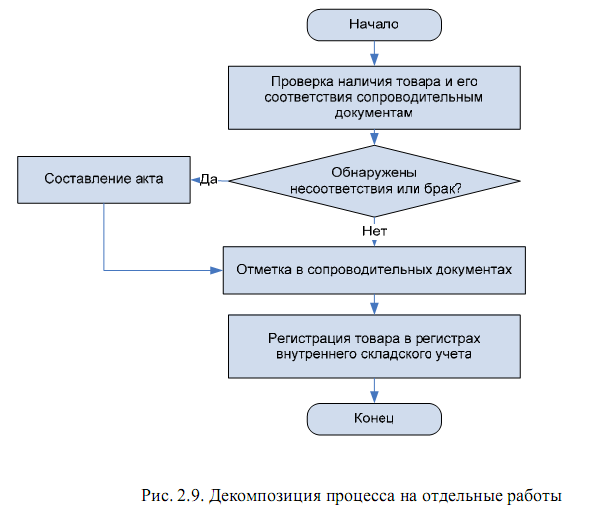 Начало
Проверка наличия товара и его
соответствия сопроводительным
документам
Обнаружены
несоответствия или брак?
Да
Составление акта
Нет
Отметка в сопроводительных документах
Регистрация товара в регистрах
внутреннего складского учета
Конец
Рис. 2.9. Декомпозиция процесса на отдельные работы